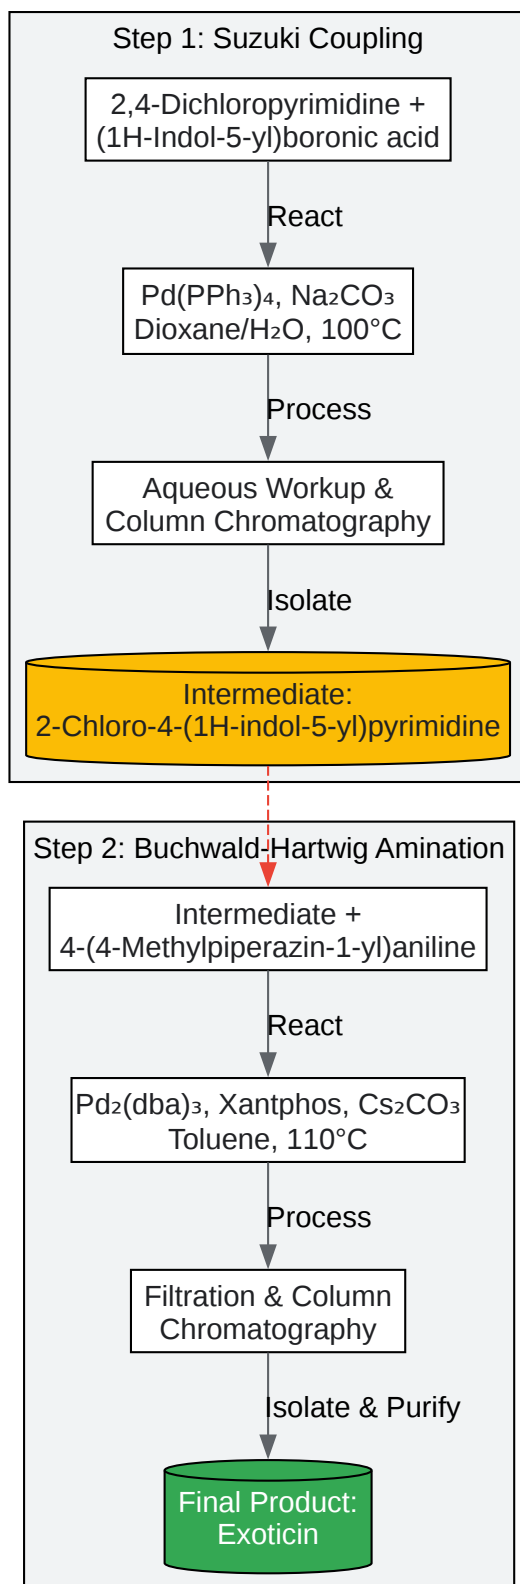 Step 1: Suzuki Coupling
2,4-Dichloropyrimidine +
(1H-Indol-5-yl)boronic acid
React
Pd(PPh₃)₄, Na₂CO₃
Dioxane/H₂O, 100°C
Process
Aqueous Workup &
Column Chromatography
Isolate
Intermediate:
2-Chloro-4-(1H-indol-5-yl)pyrimidine
Step 2: Buchwald-Hartwig Amination
Intermediate +
4-(4-Methylpiperazin-1-yl)aniline
React
Pd₂(dba)₃, Xantphos, Cs₂CO₃
Toluene, 110°C
Process
Filtration & Column
Chromatography
Isolate & Purify
Final Product:
Exoticin